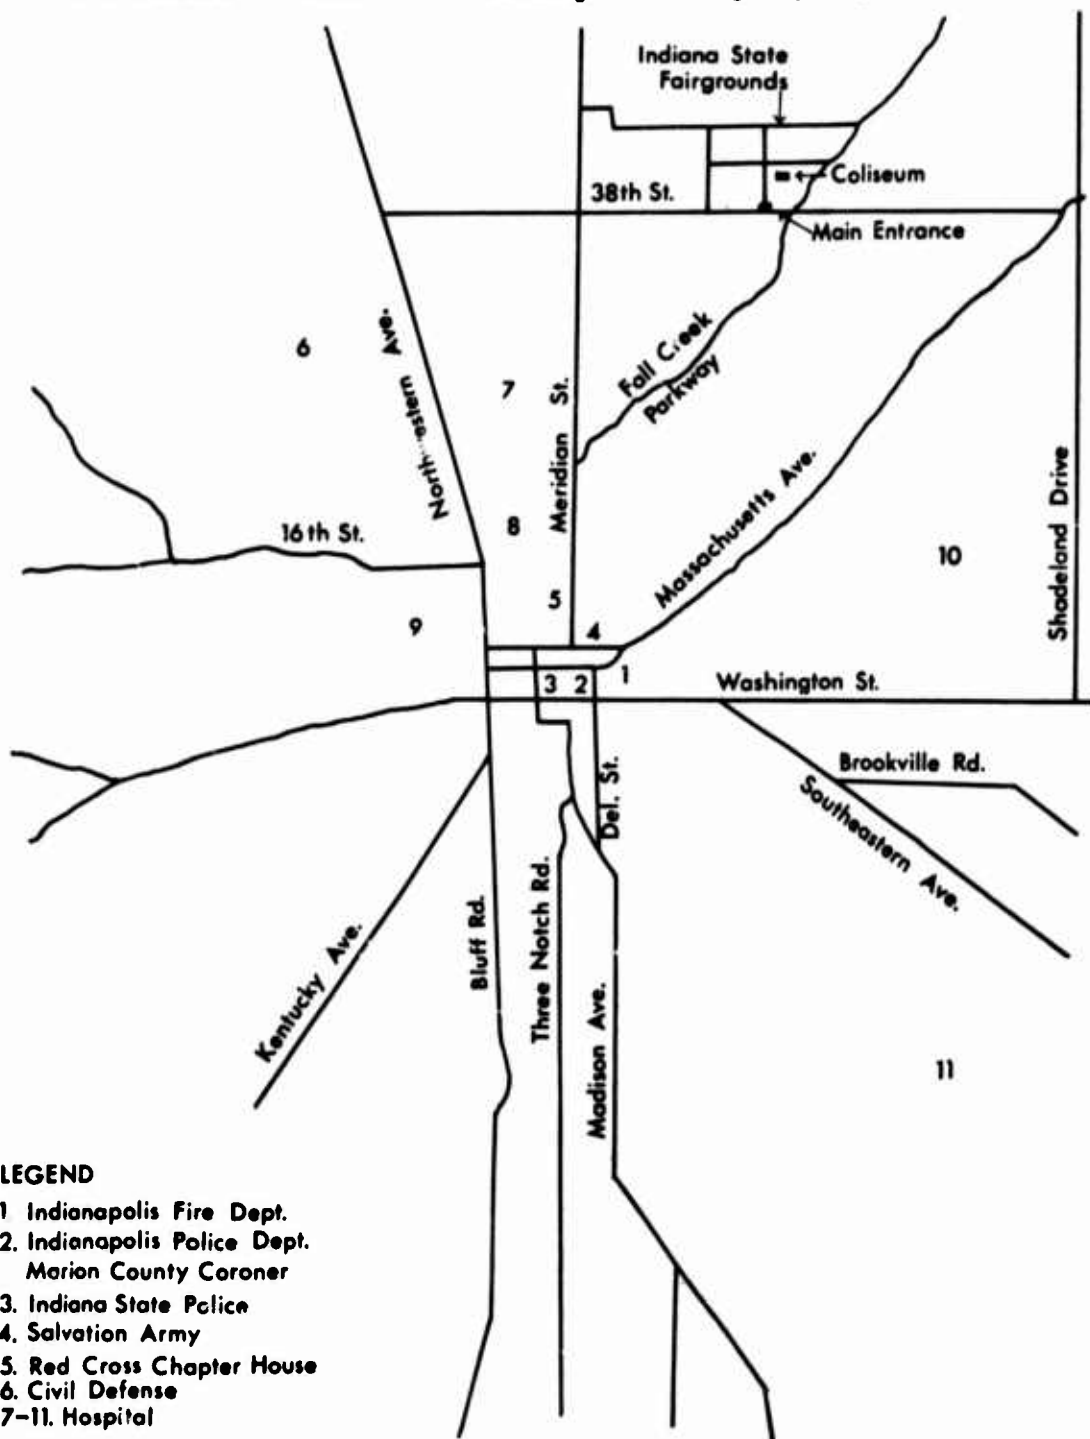 Indiana State
Fairgrounds
Coliseum
38th St.
Main Entrance
6
Northwestern Ave.
7
Meridian St.
Fall Creek
Parkway
Massachusetts Ave.
Shadeland Drive
8
16th St.
10
5
9
4
1
3
2
Washington St.
Del. St.
Brookville Rd.
Southeastern Ave.
Kentucky Ave.
Bluff Rd.
Three Notch Rd.
Madison Ave.
11
LEGEND
1 Indianapolis Fire Dept.
2. Indianapolis Police Dept.
Marion County Coroner
3. Indiana State Police
4. Salvation Army
5. Red Cross Chapter House
6. Civil Defense
7-11. Hospital